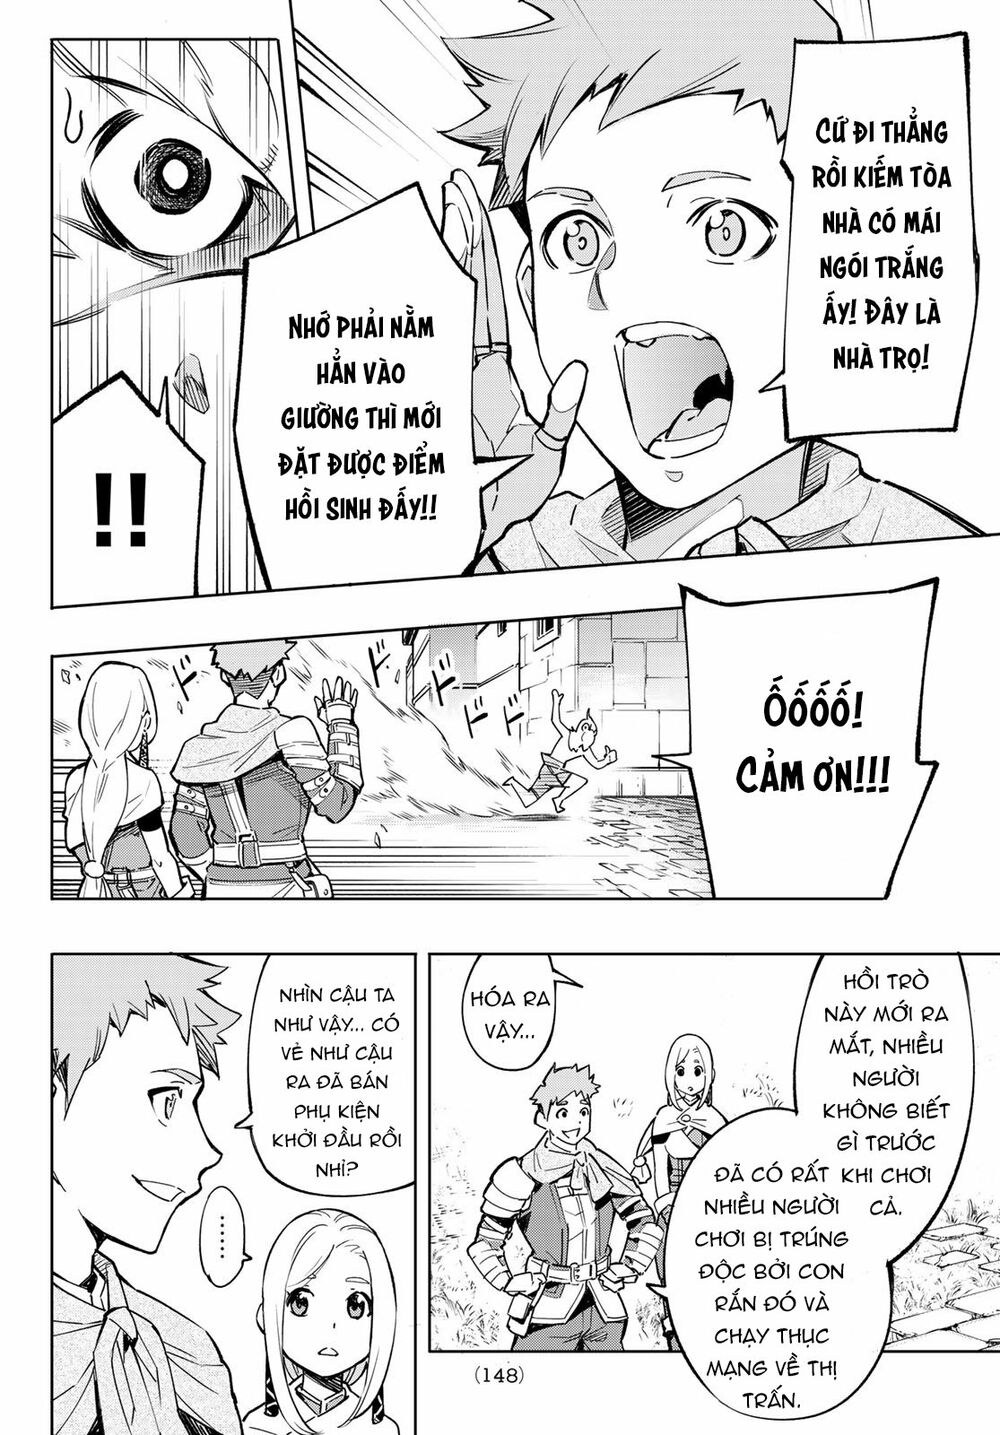 CỨ ĐI THẲNG
RỒI KIẾM TÒA
NHÀ CÓ MÁI
NGÓI TRẮNG
ẤY! ĐÂY LÀ
NHÀ TRỌ!
NHỚ PHẢI NẰM
HẲN VÀO
GIƯỜNG THÌ MỚI
ĐẶT ĐƯỢC ĐIỂM
HỒI SINH ĐẤY!!
!!
ỐỐỐỐ!
CẢM ƠN!!!
ドドドド
HỒI TRÒ
NÀY MỚI RA
MẮT, NHIỀU
NGƯỜI
KHÔNG BIẾT
GÌ TRƯỚC
KHI CHƠI
CẢ.
ĐÃ CÓ RẤT
NHIỀU NGƯỜI
CHƠI BỊ TRÚNG
ĐỘC BỞI CON
RẮN ĐÓ VÀ
CHẠY THỤC
MẠNG VỀ THỊ
TRẤN.
HÓA RA
VẬY...
NHÌN CẬU TA
NHƯ VẬY... CÓ
VẺ NHƯ CẬU
RA ĐÃ BÁN
PHỤ KIỆN
KHỞI ĐẦU RỒI
NHỈ?
......
(148)